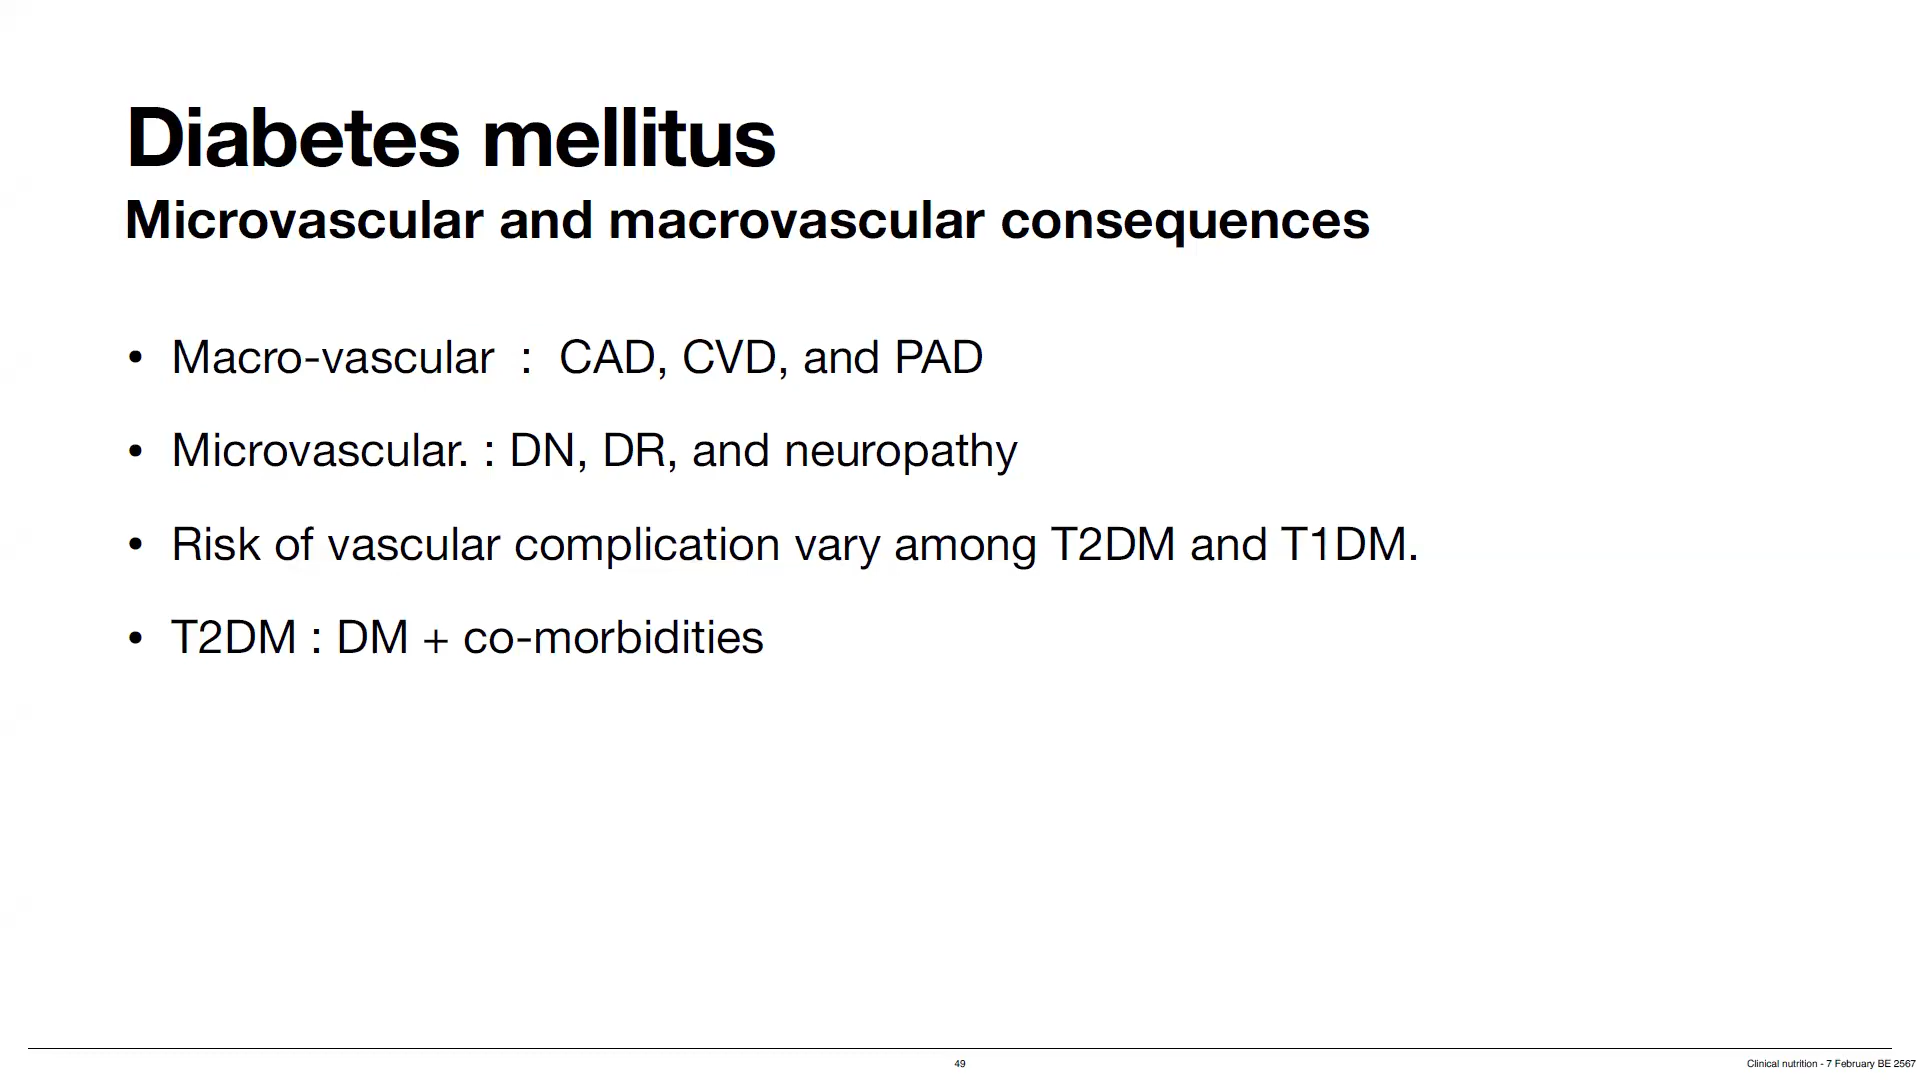 Diabetes mellitus
Microvascular and macrovascular consequences
• Macro-vascular : CAD, CVD, and PAD
• Microvascular. : DN, DR, and neuropathy
• Risk of vascular complication vary among T2DM and T1DM.
• T2DM : DM + co-morbidities
49
Clinical nutrition - 7 February BE 2567